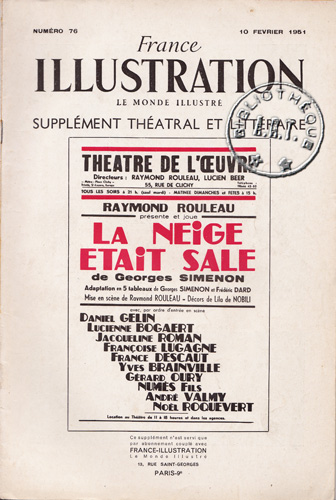 NUMÉRO 76
10 FEVRIER 1951
France
ILLUSTRATION
LE MONDE ILLUSTRÉ
SUPPLÉMENT THÉATRAL ET
BIBLIOTHÈQUE
THEATRE DE L'ŒUVRE
Directeurs : RAYMOND ROULEAU, LUCIEN BEER
55, RUE DE CLICHY
TOUS LES SOIRS à 21 h. (sauf mardi) - MATINEE DIMANCHES et FETES à 15 h.
RAYMOND ROULEAU
présente et joue
LA NEIGE
ETAIT SALE
de Georges SIMENON
Adaptation en 5 tableaux de Georges SIMENON et Frédéric DARD
Mise en scène de Raymond ROULEAU - Décors de Lila de NOBILI
avec, par ordre d'entrée en scène
DANIEL GELIN
LUCIENNE BOGAERT
JACQUELINE ROMAN
FRANÇOISE LUGAGNE
FRANCE DESCAUT
YVES BRAINVILLE
GÉRARD OURY
NUMÈS FILS
ANDRÉ VALMY
NOËL ROQUEVERT
Location au Théâtre de 11 à 18 heures et dans les agences.
Ce supplément n'est servi que
par abonnement couplé avec
FRANCE-ILLUSTRATION
Le Monde Illustré
13, RUE SAINT-GEORGES
PARIS-9e